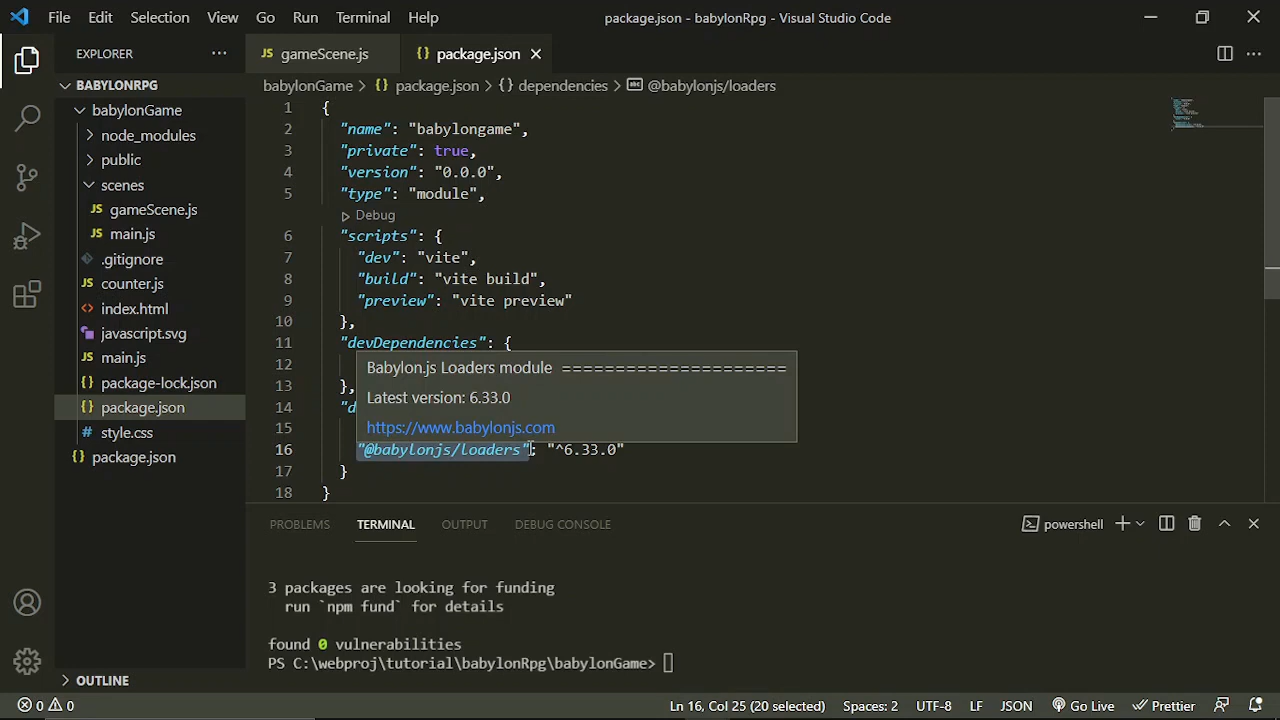 File Edit Selection View Go Run Terminal Help package.json - babylonRpg - Visual Studio Code
EXPLORER
BABYLONRPG
babylonGame
node_modules
public
scenes
JS gameScene.js
JS main.js
.gitignore
JS counter.js
<> index.html
javascript.svg
JS main.js
{} package-lock.json
{} package.json
# style.css
{} package.json
OUTLINE
JS gameScene.js {} package.json
babylonGame > {} package.json > {} dependencies > abc @babylonjs/loaders
1 {
2 "name": "babylongame",
3 "private": true,
4 "version": "0.0.0",
5 "type": "module",
Debug
6 "scripts": {
7 "dev": "vite",
8 "build": "vite build",
9 "preview": "vite preview"
10 },
11 "devDependencies": {
12
13 },
14 "d
15
16 "@babylonjs/loaders": "^6.33.0"
17 }
18 }
Babylon.js Loaders module =====================
Latest version: 6.33.0
https://www.babylonjs.com
PROBLEMS TERMINAL OUTPUT DEBUG CONSOLE powershell
3 packages are looking for funding
run `npm fund` for details
found 0 vulnerabilities
PS C:\webproj\tutorial\babylonRpg\babylonGame>
0 0 Ln 16, Col 25 (20 selected) Spaces: 2 UTF-8 LF JSON Go Live Prettier